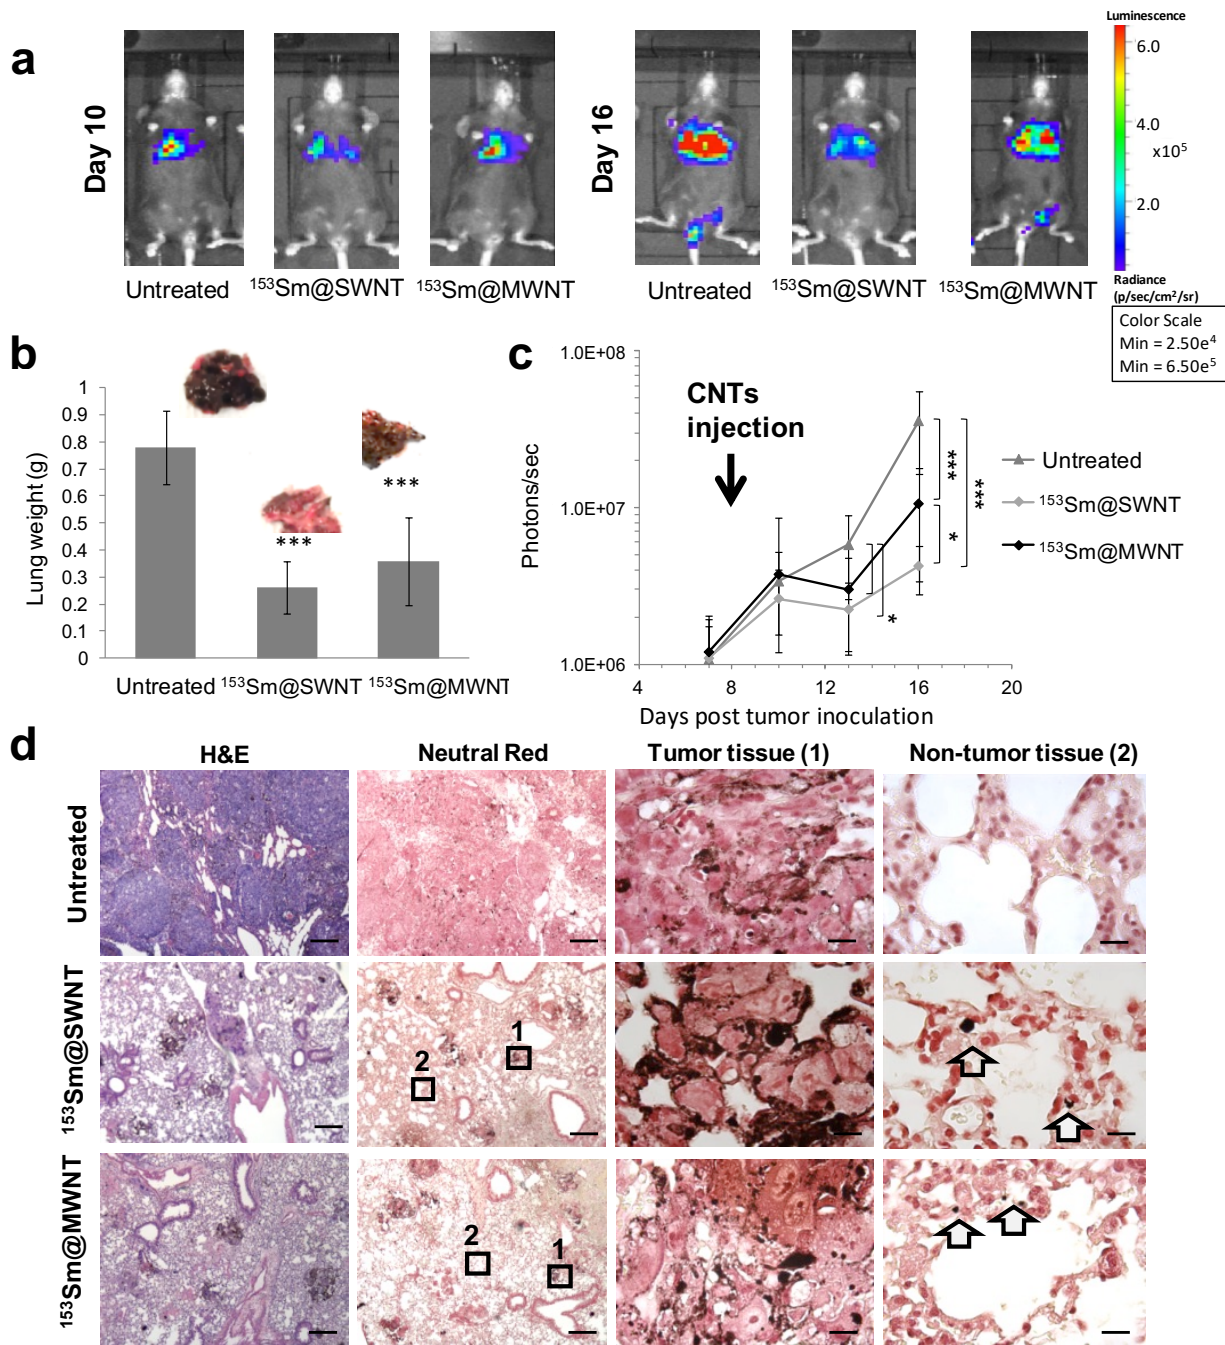 a
Day 10
Untreated
¹⁵³Sm@SWNT
¹⁵³Sm@MWNT
Day 16
Untreated
¹⁵³Sm@SWNT
¹⁵³Sm@MWNT
Luminescence
6.0
4.0
x10⁵
2.0
Radiance
(p/sec/cm²/sr)
Color Scale
Min = 2.50e⁴
Min = 6.50e⁵
b
Lung weight (g)
1
0.9
0.8
0.7
0.6
0.5
0.4
0.3
0.2
0.1
0
***
***
Untreated
¹⁵³Sm@SWNT
¹⁵³Sm@MWNT
c
Photons/sec
1.0E+08
1.0E+07
1.0E+06
CNTs
injection
*
***
*
***
Untreated
¹⁵³Sm@SWNT
¹⁵³Sm@MWNT
4 8 12 16 20
Days post tumor inoculation
d
H&E
Neutral Red
Tumor tissue (1)
Non-tumor tissue (2)
Untreated
¹⁵³Sm@SWNT
2
1
¹⁵³Sm@MWNT
2
1